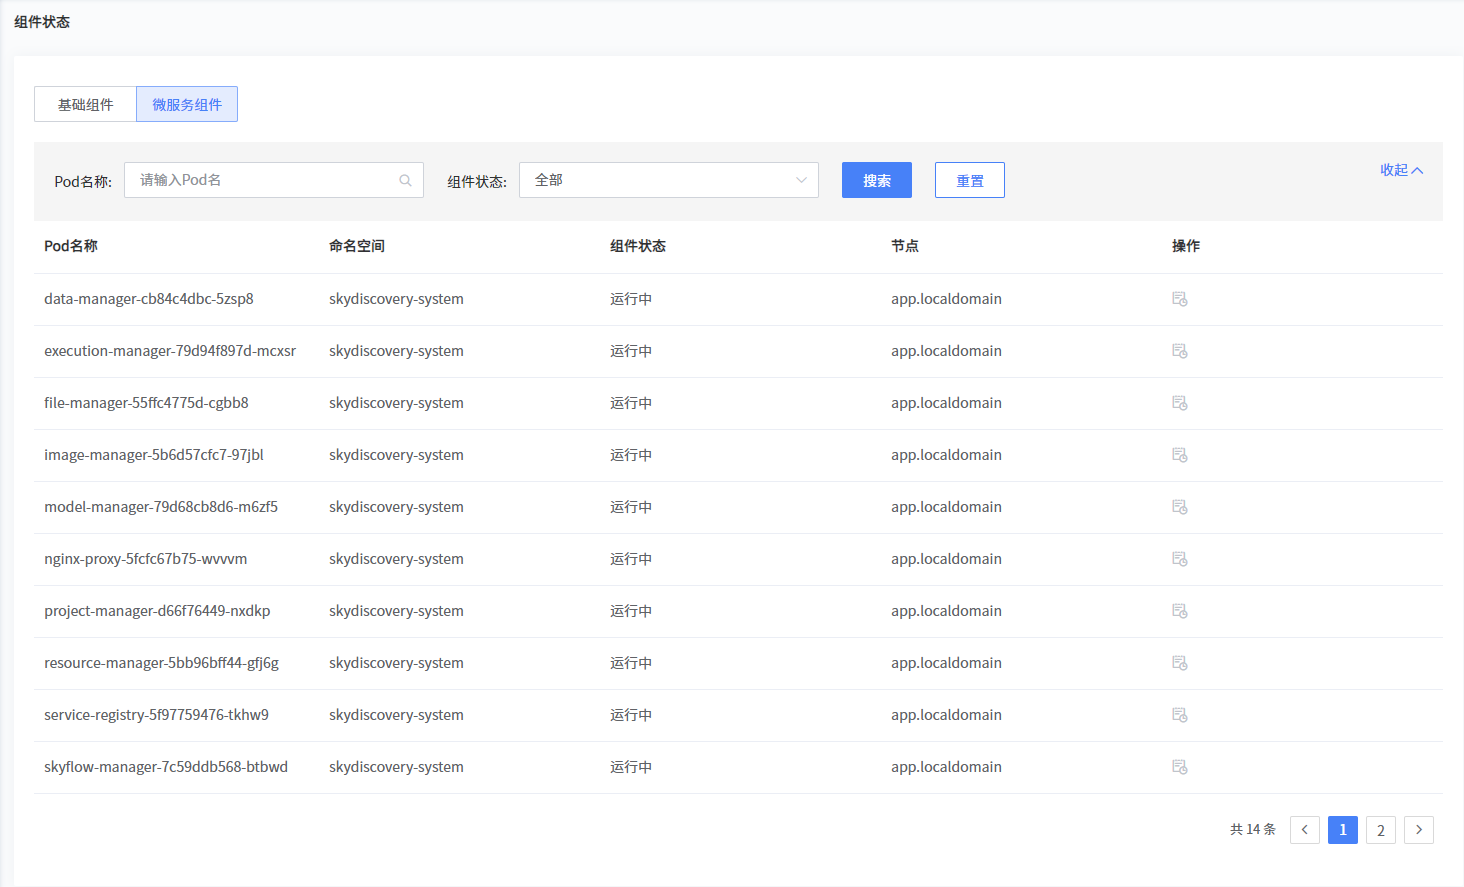 组件状态
基础组件 微服务组件
Pod名称: 请输入Pod名 组件状态: 全部 搜索 重置 收起
Pod名称 命名空间 组件状态 节点 操作
data-manager-cb84c4dbc-5zsp8 skydiscovery-system 运行中 app.localdomain
execution-manager-79d94f897d-mcxsr skydiscovery-system 运行中 app.localdomain
file-manager-55ffc4775d-cgbb8 skydiscovery-system 运行中 app.localdomain
image-manager-5b6d57cfc7-97jbl skydiscovery-system 运行中 app.localdomain
model-manager-79d68cb8d6-m6zf5 skydiscovery-system 运行中 app.localdomain
nginx-proxy-5fcfc67b75-wvvvm skydiscovery-system 运行中 app.localdomain
project-manager-d66f76449-nxdkp skydiscovery-system 运行中 app.localdomain
resource-manager-5bb96bff44-gfj6g skydiscovery-system 运行中 app.localdomain
service-registry-5f97759476-tkhw9 skydiscovery-system 运行中 app.localdomain
skyflow-manager-7c59ddb568-btbwd skydiscovery-system 运行中 app.localdomain
共 14 条 1 2